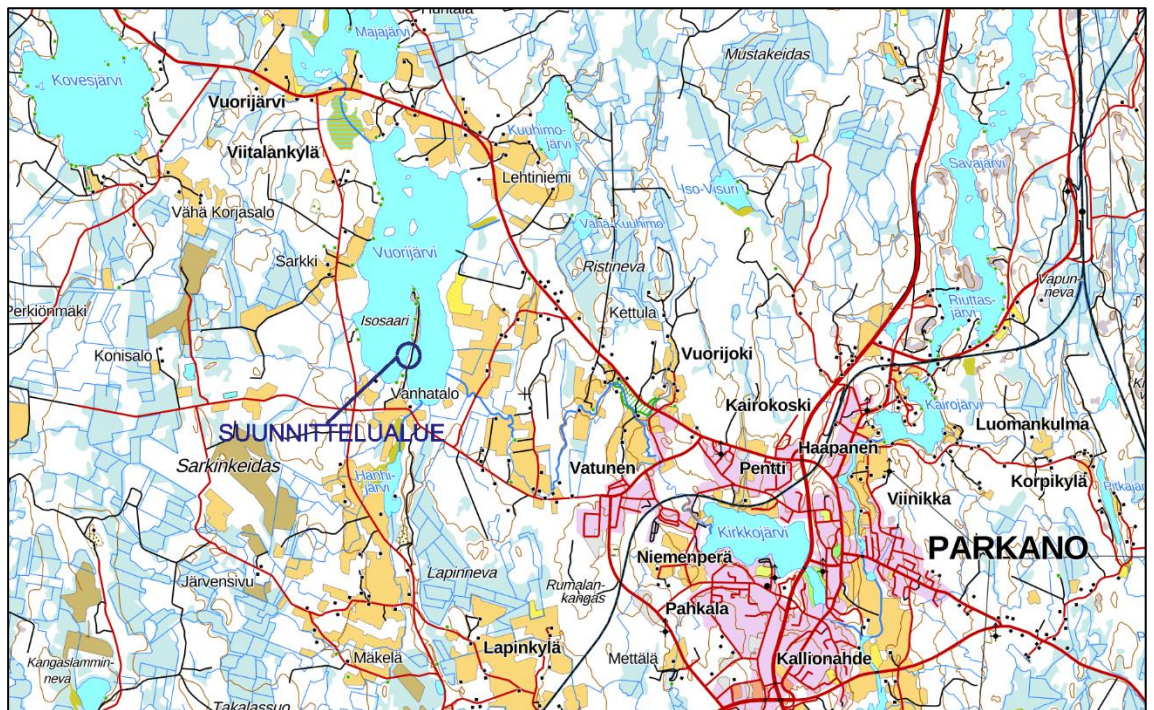 Majajärvi
Kovesjärvi
Mustakeidas
Vuorijärvi
Kuuhimo-
järvi
Viitalankylä
Savajärvi
Lehtiniemi
Iso-Visuri
Vähä Korjasalo
Vähä-Kuuhimo
Vuorijärvi
Sarkki
Ristineva
Vapun-
neva
Riuttas-
järvi
Perkiönmäki
Isosaari
Kettula
Konisalo
Vuorijoki
Vanhatalo
Kairokoski
Kairojärvi
SUUNNITTELUALUE
Luomankulma
Haapanen
Sarkinkeidas
Vatunen
Pentti
Hanhi-
järvi
Viinikka
Korpikylä
Kirkkojärvi
PARKANO
Niemenperä
Järvensivu
Lapinneva
Rumalan-
kangas
Pahkala
Lapinkylä
Mettälä
Kallionahde
Mäkelä
Kangaslammin-
neva
Takalassuo